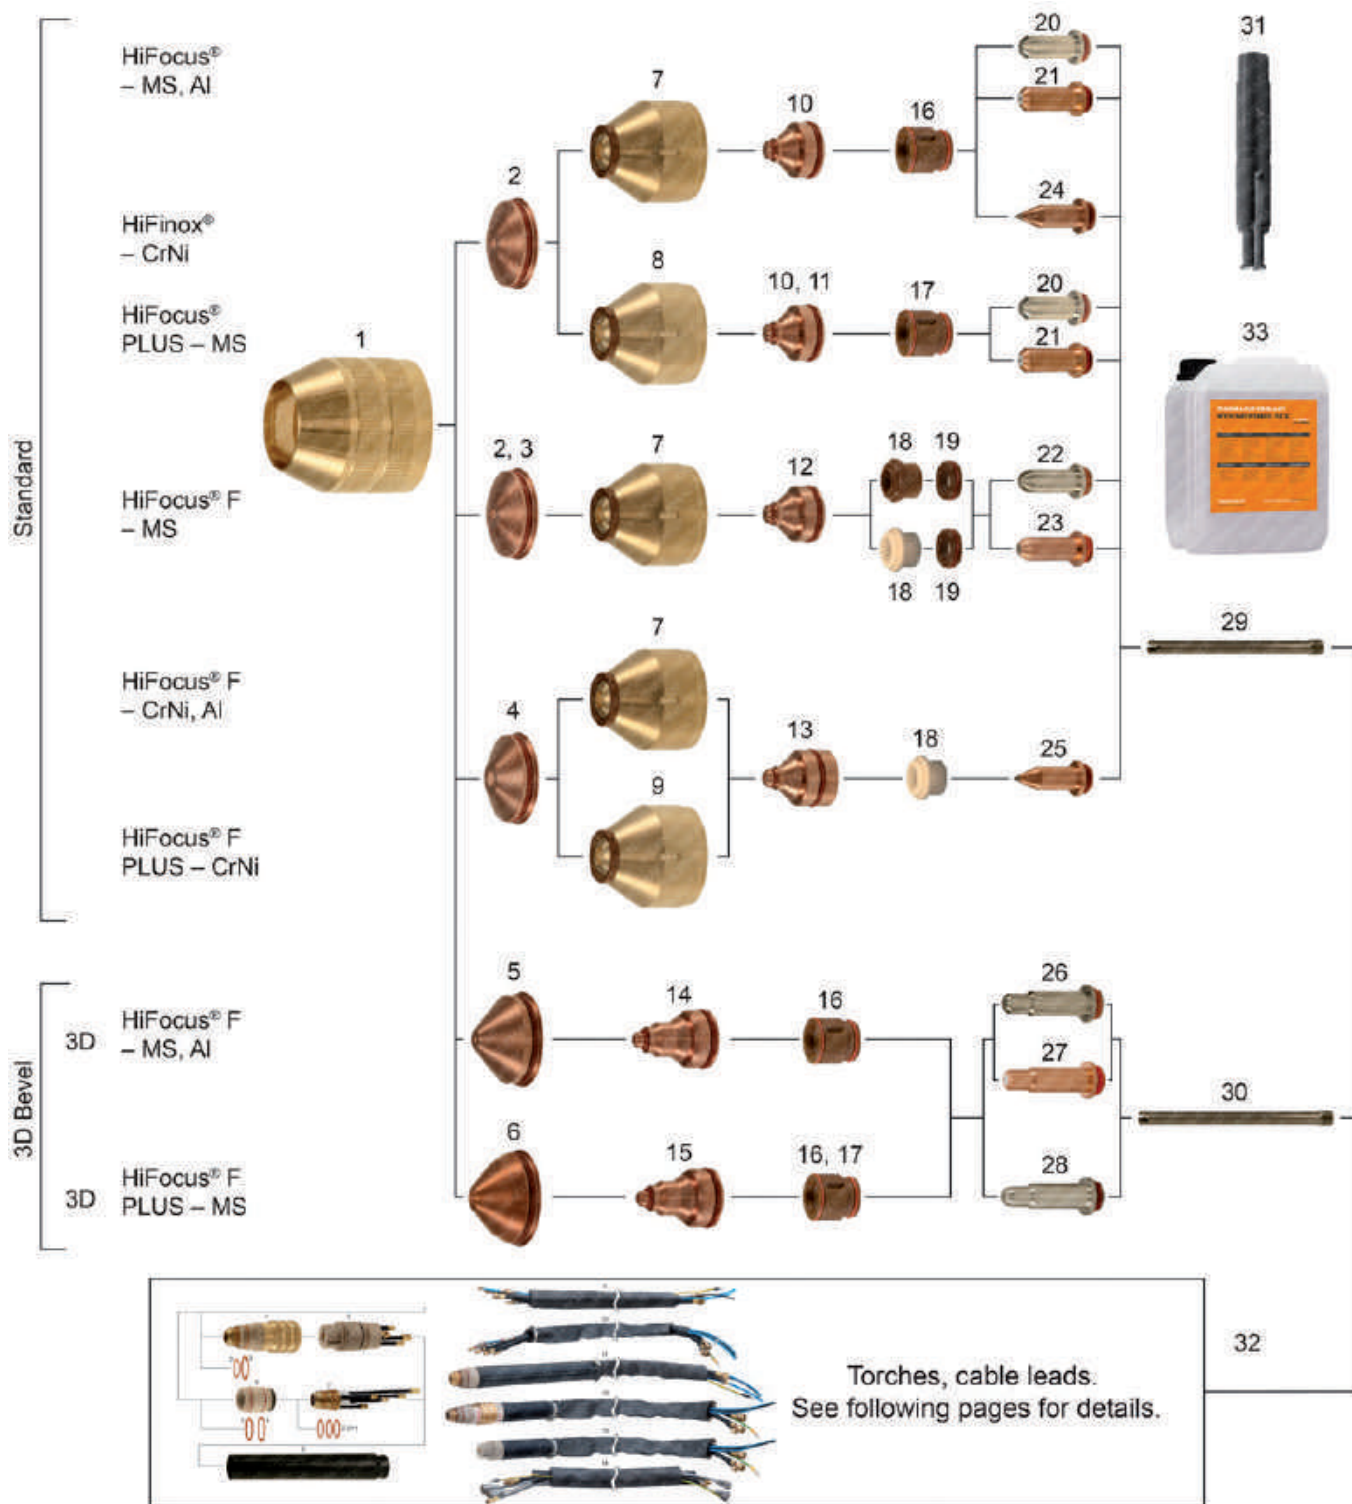 Standard
HiFocus®
– MS, Al
HiFinox®
– CrNi
HiFocus®
PLUS – MS
HiFocus® F
– MS
HiFocus® F
– CrNi, Al
HiFocus® F
PLUS – CrNi
1
2
7
10
16
20
21
24
31
8
10, 11
17
20
21
33
2, 3
7
12
18
19
18
19
22
23
29
4
7
9
13
18
25
3D Bevel
3D
HiFocus® F
– MS, Al
5
14
16
26
27
30
3D
HiFocus® F
PLUS – MS
6
15
16, 17
28
Torches, cable leads.
See following pages for details.
32